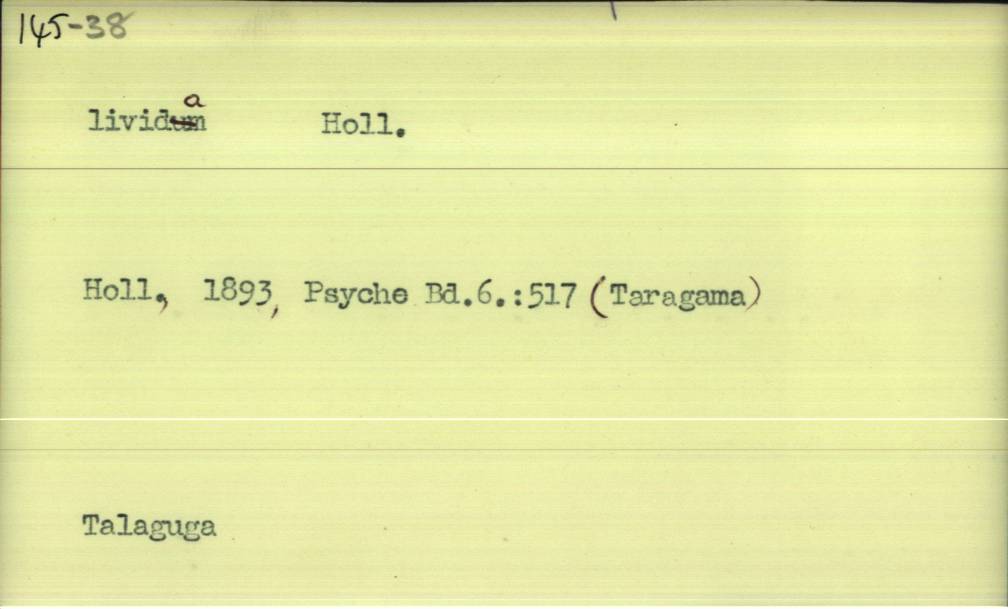 145-38
livida Holl.
Holl., 1893, Psyche Bd.6.:517 (Taragama)
Talaguga